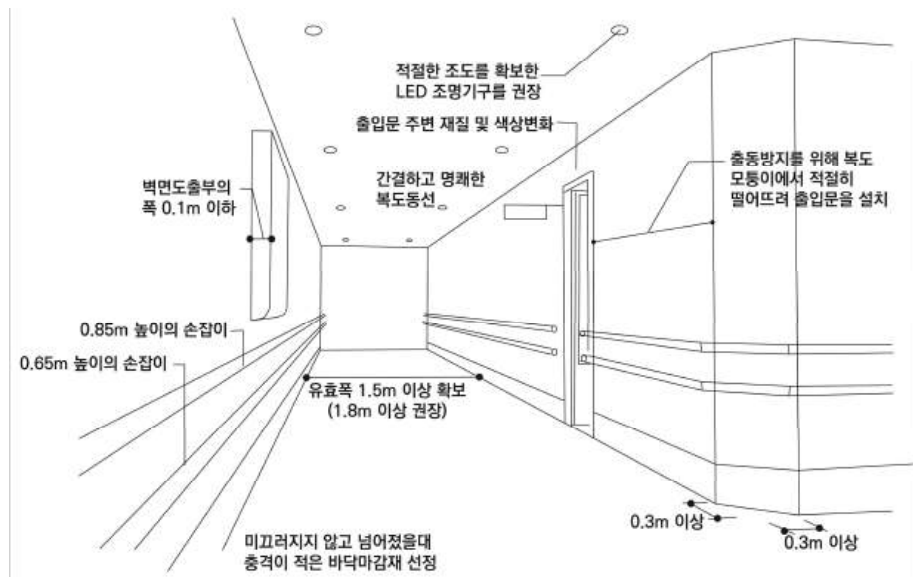 적절한 조도를 확보한
LED 조명기구를 권장
출입문 주변 재질 및 색상변화
간결하고 명쾌한
복도동선
출동방지를 위해 복도
모퉁이에서 적절히
떨어뜨려 출입문을 설치
벽면도출부의
폭 0.1m 이하
0.85m 높이의 손잡이
0.65m 높이의 손잡이
유효폭 1.5m 이상 확보
(1.8m 이상 권장)
0.3m 이상
0.3m 이상
미끄러지지 않고 넘어졌을대
충격이 적은 바닥마감재 선정